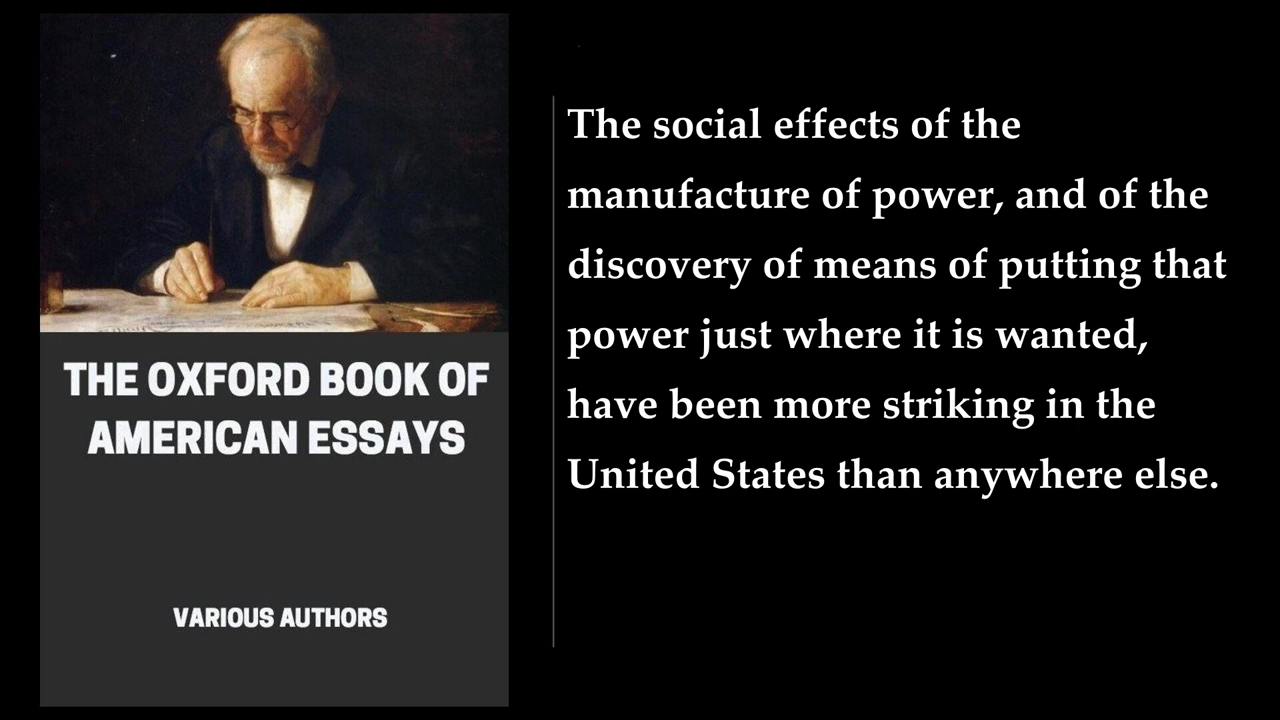 THE OXFORD BOOK OF
AMERICAN ESSAYS
VARIOUS AUTHORS
The social effects of the
manufacture of power, and of the
discovery of means of putting that
power just where it is wanted,
have been more striking in the
United States than anywhere else.